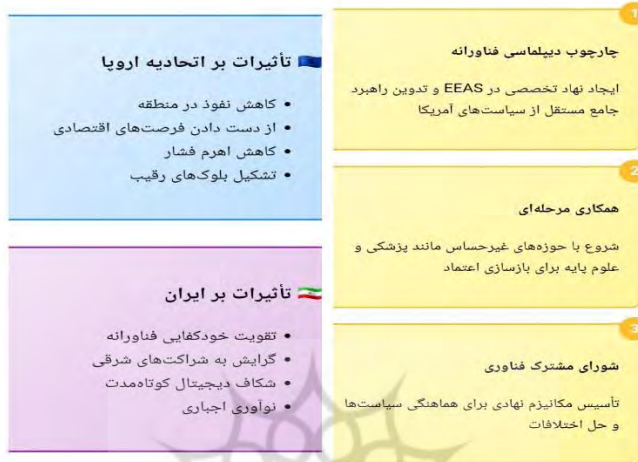 1
چارچوب دیپلماسی فناورانه
ایجاد نهاد تخصصی در EEAS و تدوین راهبرد
جامع مستقل از سیاست‌های آمریکا
2
همکاری مرحله‌ای
شروع با حوزه‌های غیرحساس مانند پزشکی و
علوم پایه برای بازسازی اعتماد
3
شورای مشترک فناوری
تأسیس مکانیزم نهادی برای هماهنگی سیاست‌ها
و حل اختلافات
تأثیرات بر اتحادیه اروپا
• کاهش نفوذ در منطقه
• از دست دادن فرصت‌های اقتصادی
• کاهش اهرم فشار
• تشکیل بلوک‌های رقیب
تأثیرات بر ایران
• تقویت خودکفایی فناورانه
• گرایش به شراکت‌های شرقی
• شکاف دیجیتال کوتاه‌مدت
• نوآوری اجباری